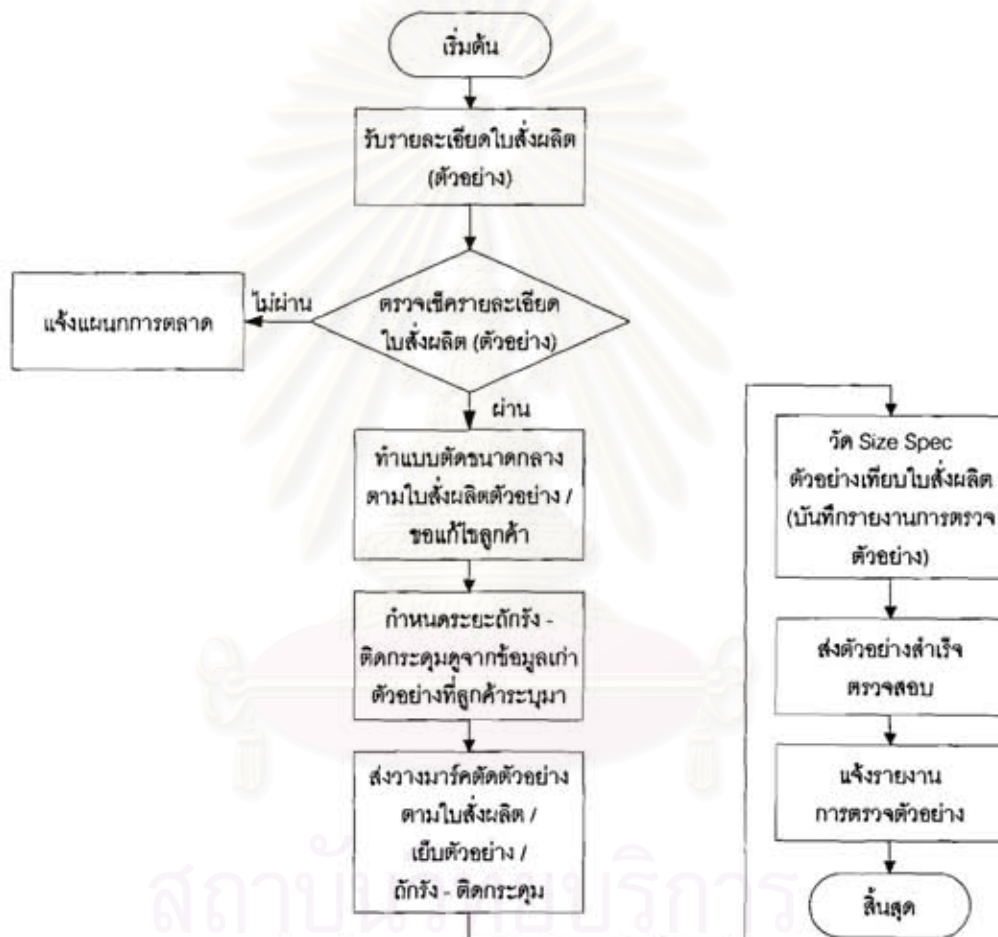 เริ่มต้น
รับรายละเอียดใบสั่งผลิต
(ตัวอย่าง)
ตรวจเช็ครายละเอียด
ใบสั่งผลิต (ตัวอย่าง)
ไม่ผ่าน
แจ้งแผนกการตลาด
ผ่าน
ทำแบบตัดขนาดกลาง
ตามใบสั่งผลิตตัวอย่าง /
ขอแก้ไขลูกค้า
กำหนดระยะถักรัง -
ติดกระดุมดูจากข้อมูลเก่า
ตัวอย่างที่ลูกค้าระบุมา
ส่งวางมาร์คตัดตัวอย่าง
ตามใบสั่งผลิต /
เย็บตัวอย่าง /
ถักรัง - ติดกระดุม
วัด Size Spec
ตัวอย่างเทียบใบสั่งผลิต
(บันทึกรายงานการตรวจ
ตัวอย่าง)
ส่งตัวอย่างสำเร็จ
ตรวจสอบ
แจ้งรายงาน
การตรวจตัวอย่าง
สิ้นสุด
สถาบันวิทยบริการ